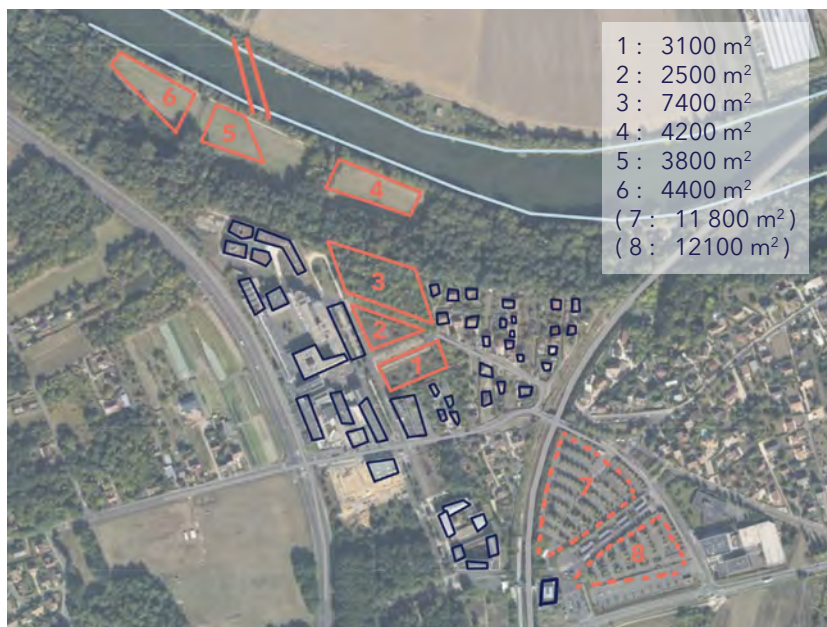 1 : 3100 m²
2 : 2500 m²
3 : 7400 m²
4 : 4200 m²
5 : 3800 m²
6 : 4400 m²
( 7 : 11 800 m² )
( 8 : 12100 m² )
6
5
4
3
2
1
7
8